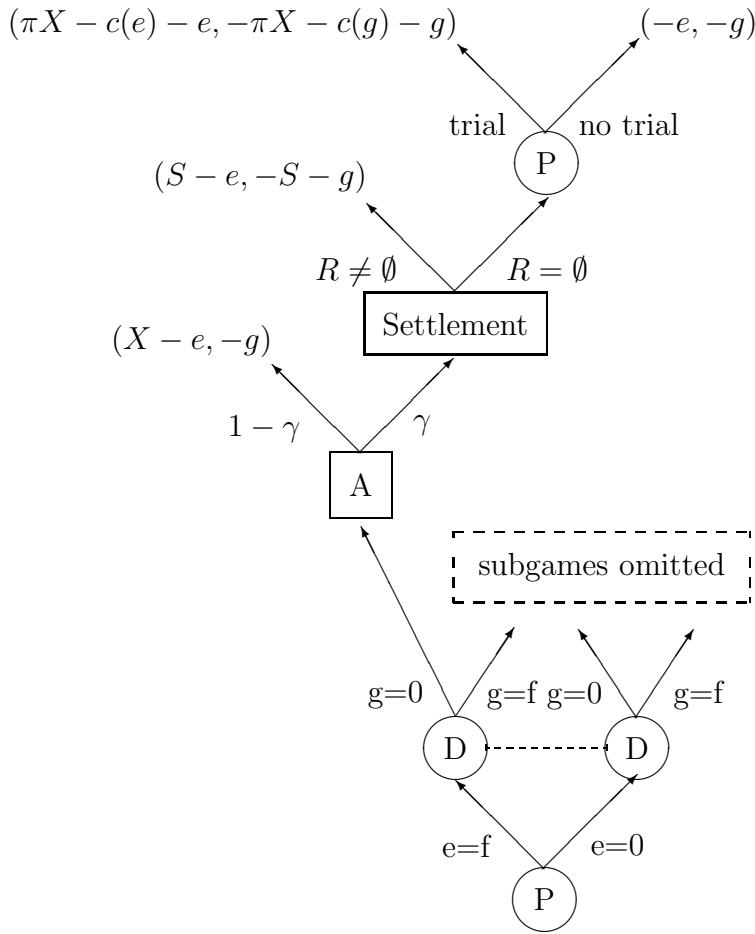 (πX − c(e) − e, −πX − c(g) − g)
(−e, −g)
trial
no trial
P
(S − e, −S − g)
R ≠ ∅
R = ∅
Settlement
(X − e, −g)
1 − γ
γ
A
subgames omitted
g=0
g=f
g=0
g=f
D
D
e=f
e=0
P